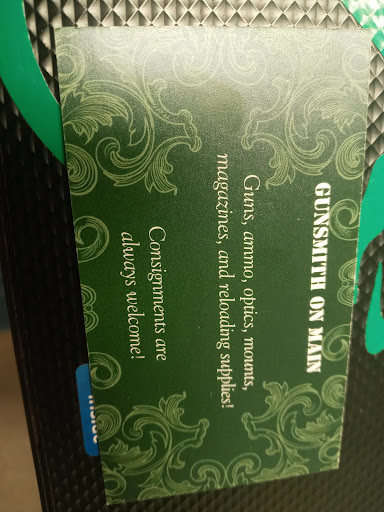 GUNSMITH ON MAIN
Guns, ammo, optics, mounts,
magazines, and reloading supplies!
Consignments are
always welcome!